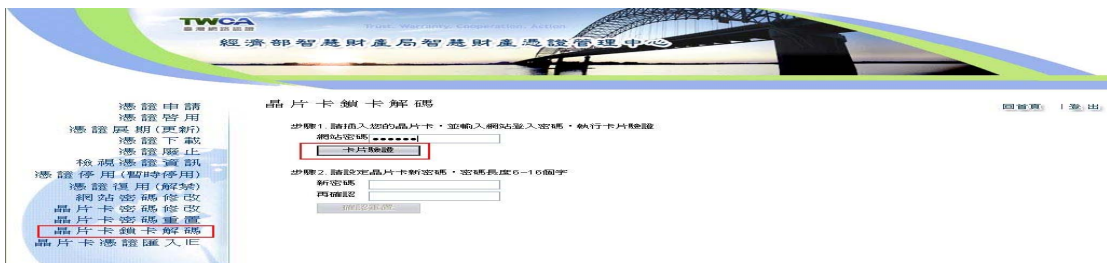 TWCA
臺灣網路認證
Trust, Warranty, Cooperation, Action
經濟部智慧財產局智慧財產憑證管理中心
憑證申請
憑證啓用
憑證展期(更新)
憑證下載
憑證廢止
檢視憑證資訊
憑證停用(暫時停用)
憑證復用(解禁)
網站密碼修改
晶片卡密碼修改
晶片卡密碼重置
晶片卡鎖卡解碼
晶片卡憑證匯入IE
晶片卡鎖卡解碼
回首頁 | 登出
步驟1.請插入您的晶片卡，並輸入網站登入密碼，執行卡片驗證
網站密碼 ●●●●●●
卡片驗證
步驟2.請設定晶片卡新密碼，密碼長度6-16個字
新密碼
再確認